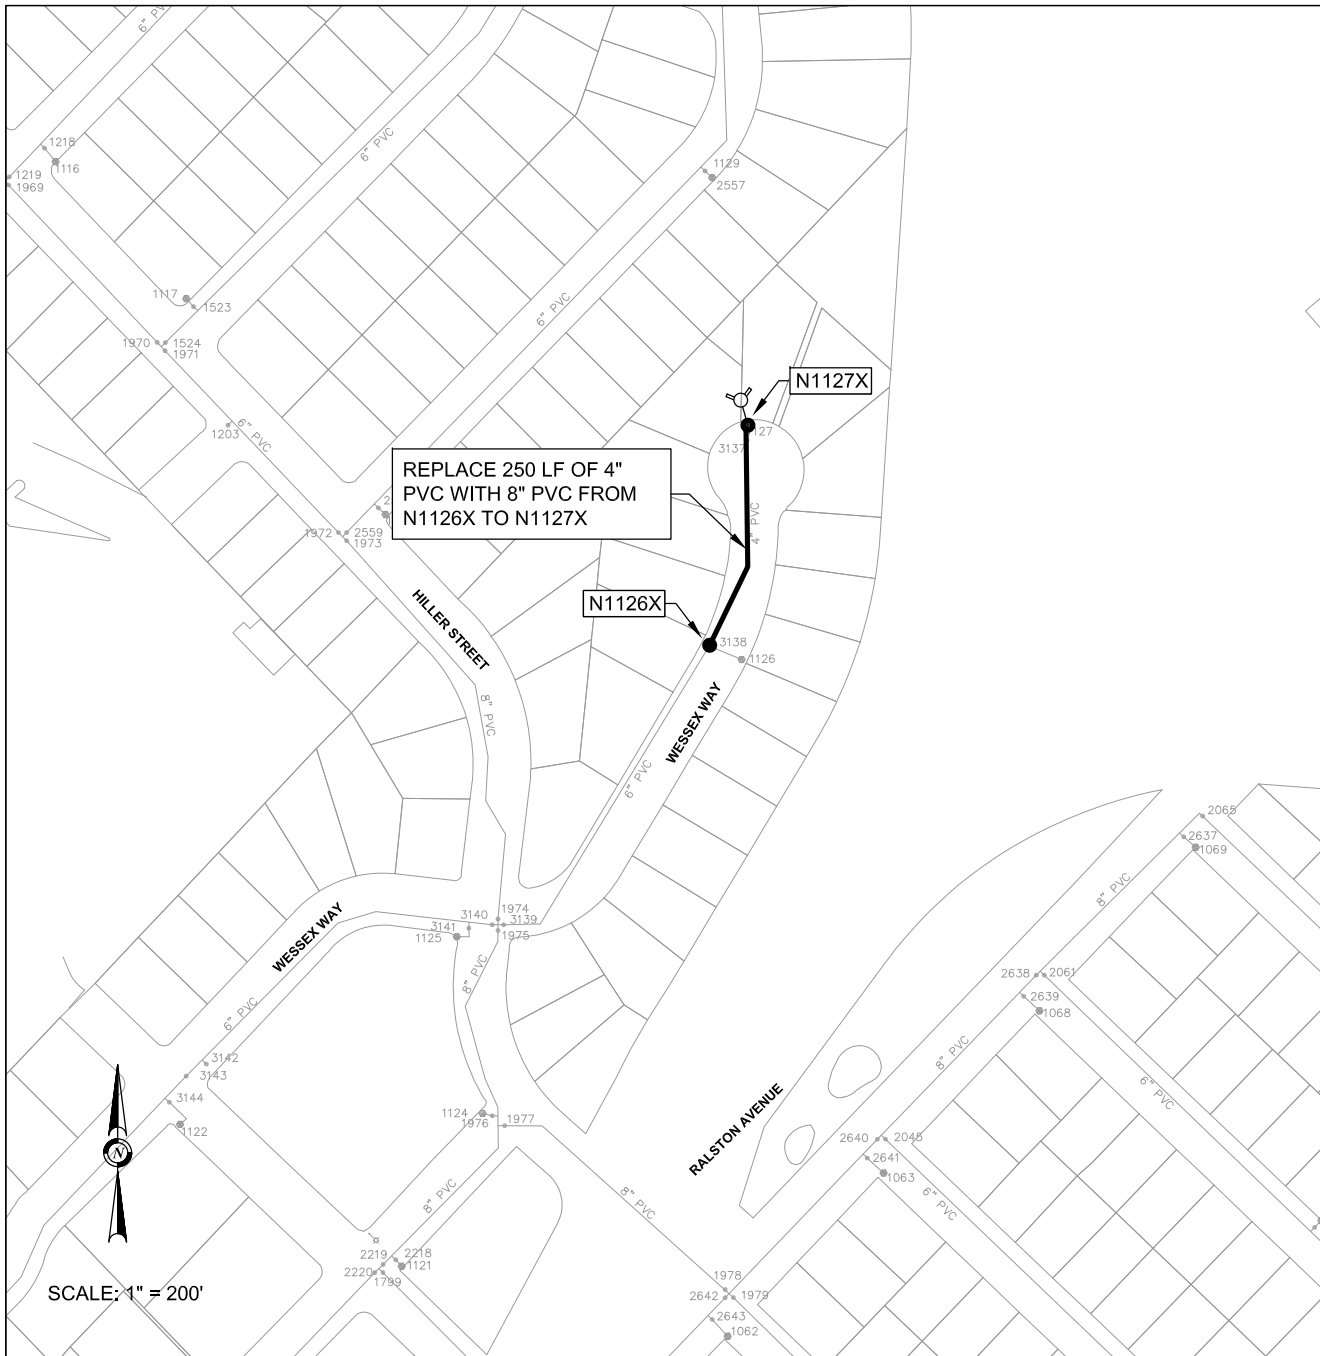 6" PVC
1218
1116
1219
1969
6" PVC
1129
2557
1117
1523
6" PVC
1970
1524
1971
N1127X
127
3137
1203
6" PVC
REPLACE 250 LF OF 4"
PVC WITH 8" PVC FROM
N1126X TO N1127X
4" PVC
1972
2559
1973
HILLER STREET
N1126X
3138
1126
8" PVC
WESSEX WAY
6" PVC
2065
2637
1069
8" PVC
WESSEX WAY
1974
3140
3139
3141
1125
1975
8" PVC
2638
2061
2639
1068
6" PVC
3142
3143
3144
1122
8" PVC
6" PVC
1124
1976
1977
RALSTON AVENUE
2640
2045
2641
1063
N
8" PVC
8" PVC
6" PVC
2219
2218
2220
1121
1799
SCALE: 1" = 200'
1978
2642
1979
2643
1062